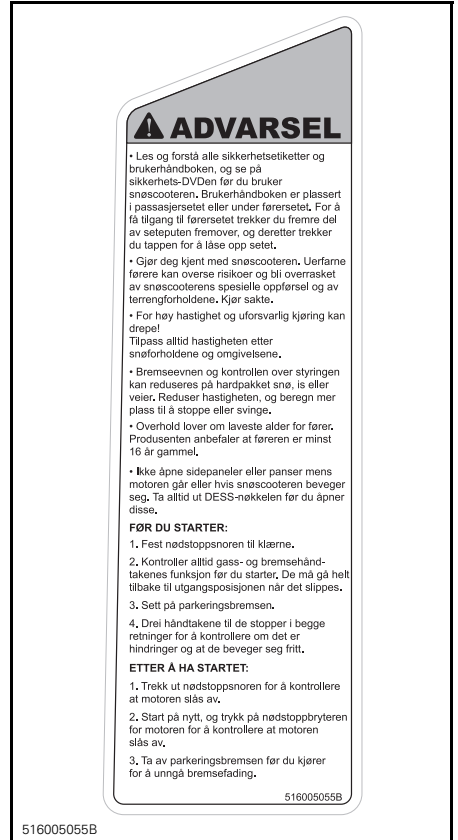 ADVARSEL
• Les og forstå alle sikkerhetsetiketter og
brukerhåndboken, og se på
sikkerhets-DVDen før du bruker
snøscooteren. Brukerhåndboken er plassert
i passasjersetet eller under førersetet. For å
få tilgang til førersetet trekker du fremre del
av seteputen fremover, og deretter trekker
du tappen for å låse opp setet.
• Gjør deg kjent med snøscooteren. Uerfarne
førere kan overse risikoer og bli overrasket
av snøscooterens spesielle oppførsel og av
terrengforholdene. Kjør sakte.
• For høy hastighet og uforsvarlig kjøring kan
drepe!
Tilpass alltid hastigheten etter
snøforholdene og omgivelsene.
• Bremseevnen og kontrollen over styringen
kan reduseres på hardpakket snø, is eller
veier. Reduser hastigheten, og beregn mer
plass til å stoppe eller svinge.
• Overhold lover om laveste alder for fører.
Produsenten anbefaler at føreren er minst
16 år gammel.
• Ikke åpne sidepaneler eller panser mens
motoren går eller hvis snøscooteren beveger
seg. Ta alltid ut DESS-nøkkelen før du åpner
disse.
FØR DU STARTER:
1. Fest nødstoppsnoren til klærne.
2. Kontroller alltid gass- og bremsehånd-
takenes funksjon før du starter. De må gå helt
tilbake til utgangsposisjonen når det slippes.
3. Sett på parkeringsbremsen.
4. Drei håndtakene til de stopper i begge
retninger for å kontrollere om det er
hindringer og at de beveger seg fritt.
ETTER Å HA STARTET:
1. Trekk ut nødstoppsnoren for å kontrollere
at motoren slås av.
2. Start på nytt, og trykk på nødstoppbryteren
for motoren for å kontrollere at motoren
slås av.
3. Ta av parkeringsbremsen før du kjører
for å unngå bremsefading.
516005055B
516005055B